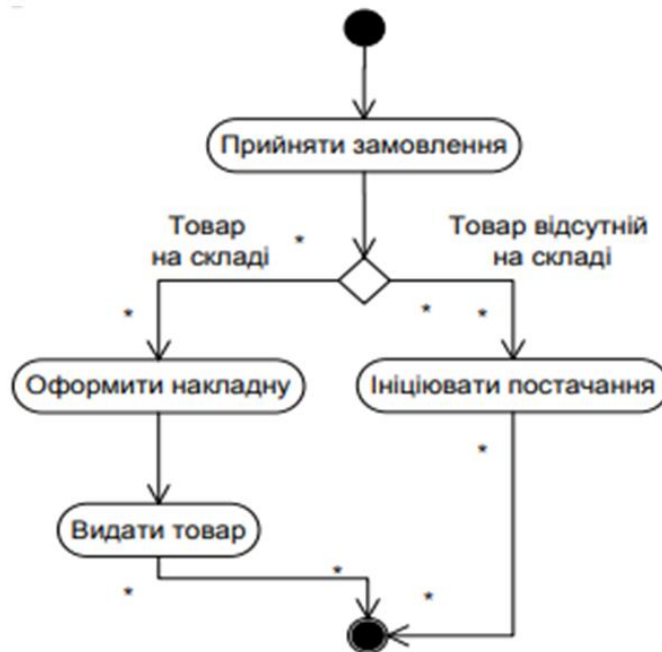 Прийняти замовлення
Товар
на складі
*
Товар відсутній
на складі
*
*
*
Оформити накладну
Ініціювати постачання
*
Видати товар
*
*
*